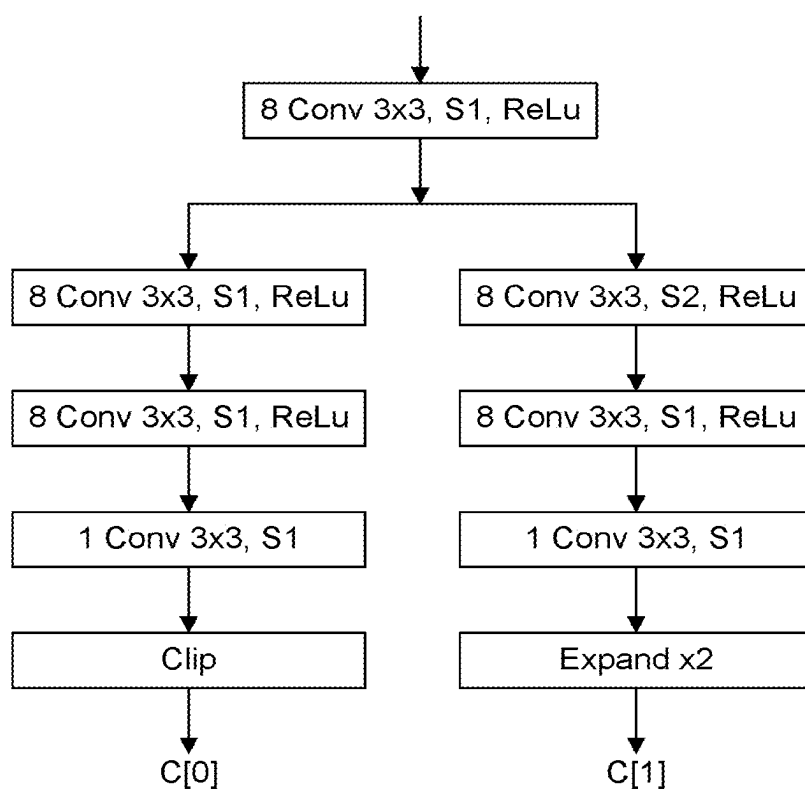 8 Conv 3x3, S1, ReLu
8 Conv 3x3, S1, ReLu
8 Conv 3x3, S2, ReLu
8 Conv 3x3, S1, ReLu
8 Conv 3x3, S1, ReLu
1 Conv 3x3, S1
1 Conv 3x3, S1
Clip
Expand x2
C[0]
C[1]